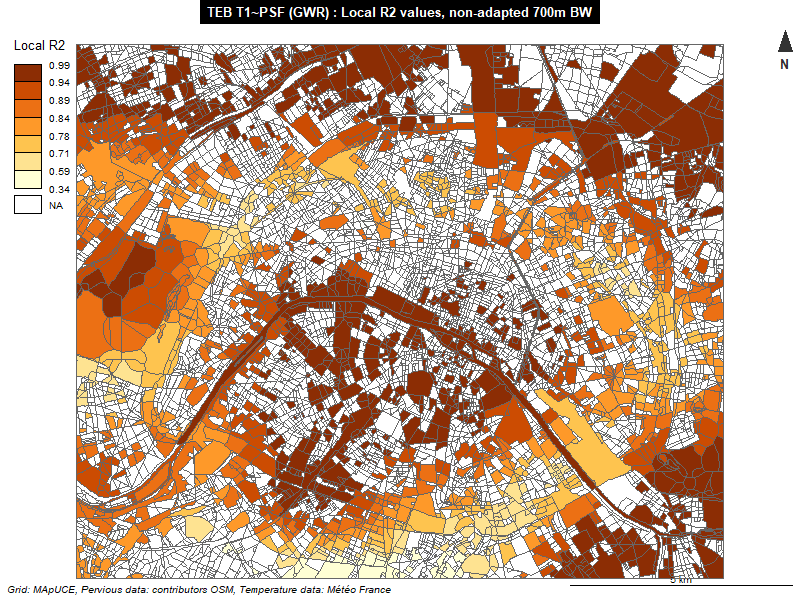 TEB T1~PSF (GWR) : Local R2 values, non-adapted 700m BW
Local R2
0.99
0.94
0.89
0.84
0.78
0.71
0.59
0.34
NA
N
5 km
Grid: MApUCE, Pervious data: contributors OSM, Temperature data: Météo France